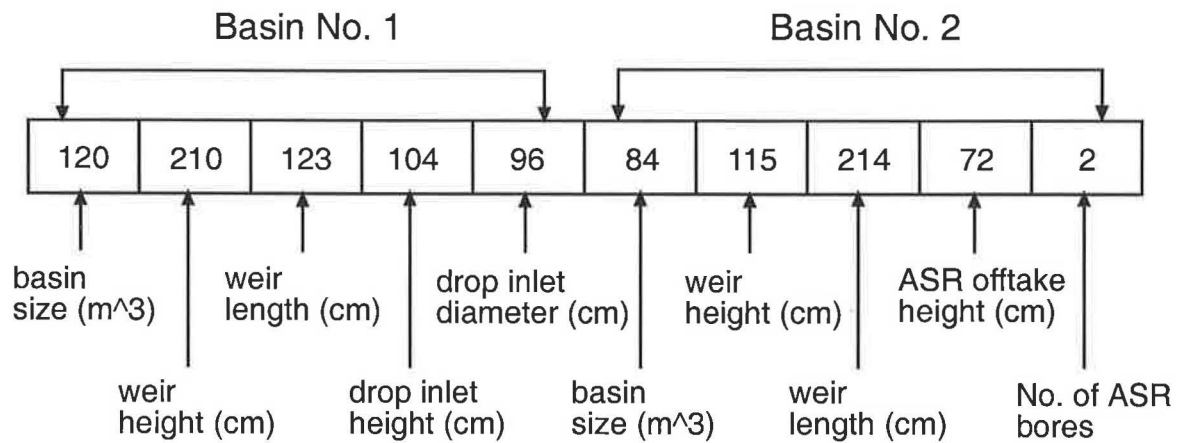 Basin No. 1
Basin No. 2
120 210 123 104 96 84 115 214 72 2
basin
size (m^3)
weir
length (cm)
drop inlet
diameter (cm)
weir
height (cm)
ASR offtake
height (cm)
weir
height (cm)
drop inlet
height (cm)
basin
size (m^3)
weir
length (cm)
No. of ASR
bores